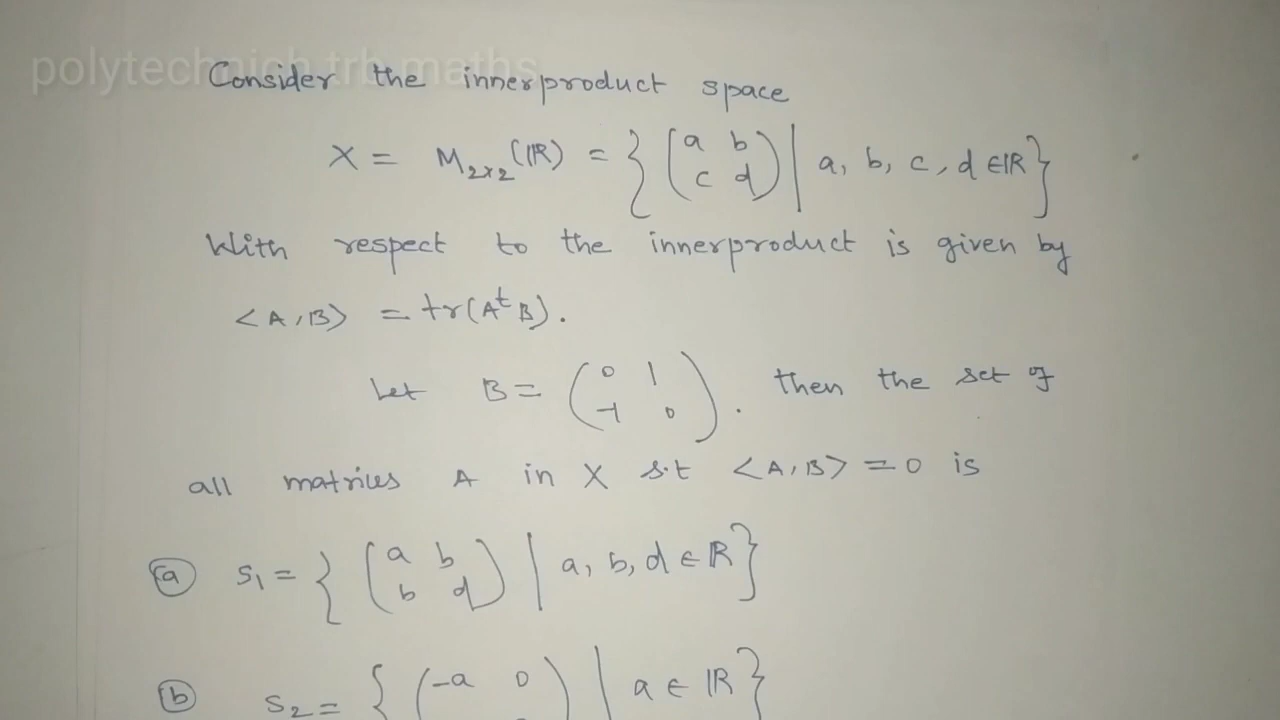 polytechnich trb maths
Consider the innerproduct space
X = M₂ₓ₂(ℝ) = { ( a b
c d ) | a, b, c, d ∈ ℝ }
With respect to the innerproduct is given by
<A, B> = tr(AᵗB).
Let B = ( 0 1
-1 0 ). then the set of
all matrices A in X s.t <A, B> = 0 is
(a) S₁ = { ( a b
b d ) | a, b, d ∈ ℝ }
(b) S₂ = { ( -a 0 | a ∈ ℝ }